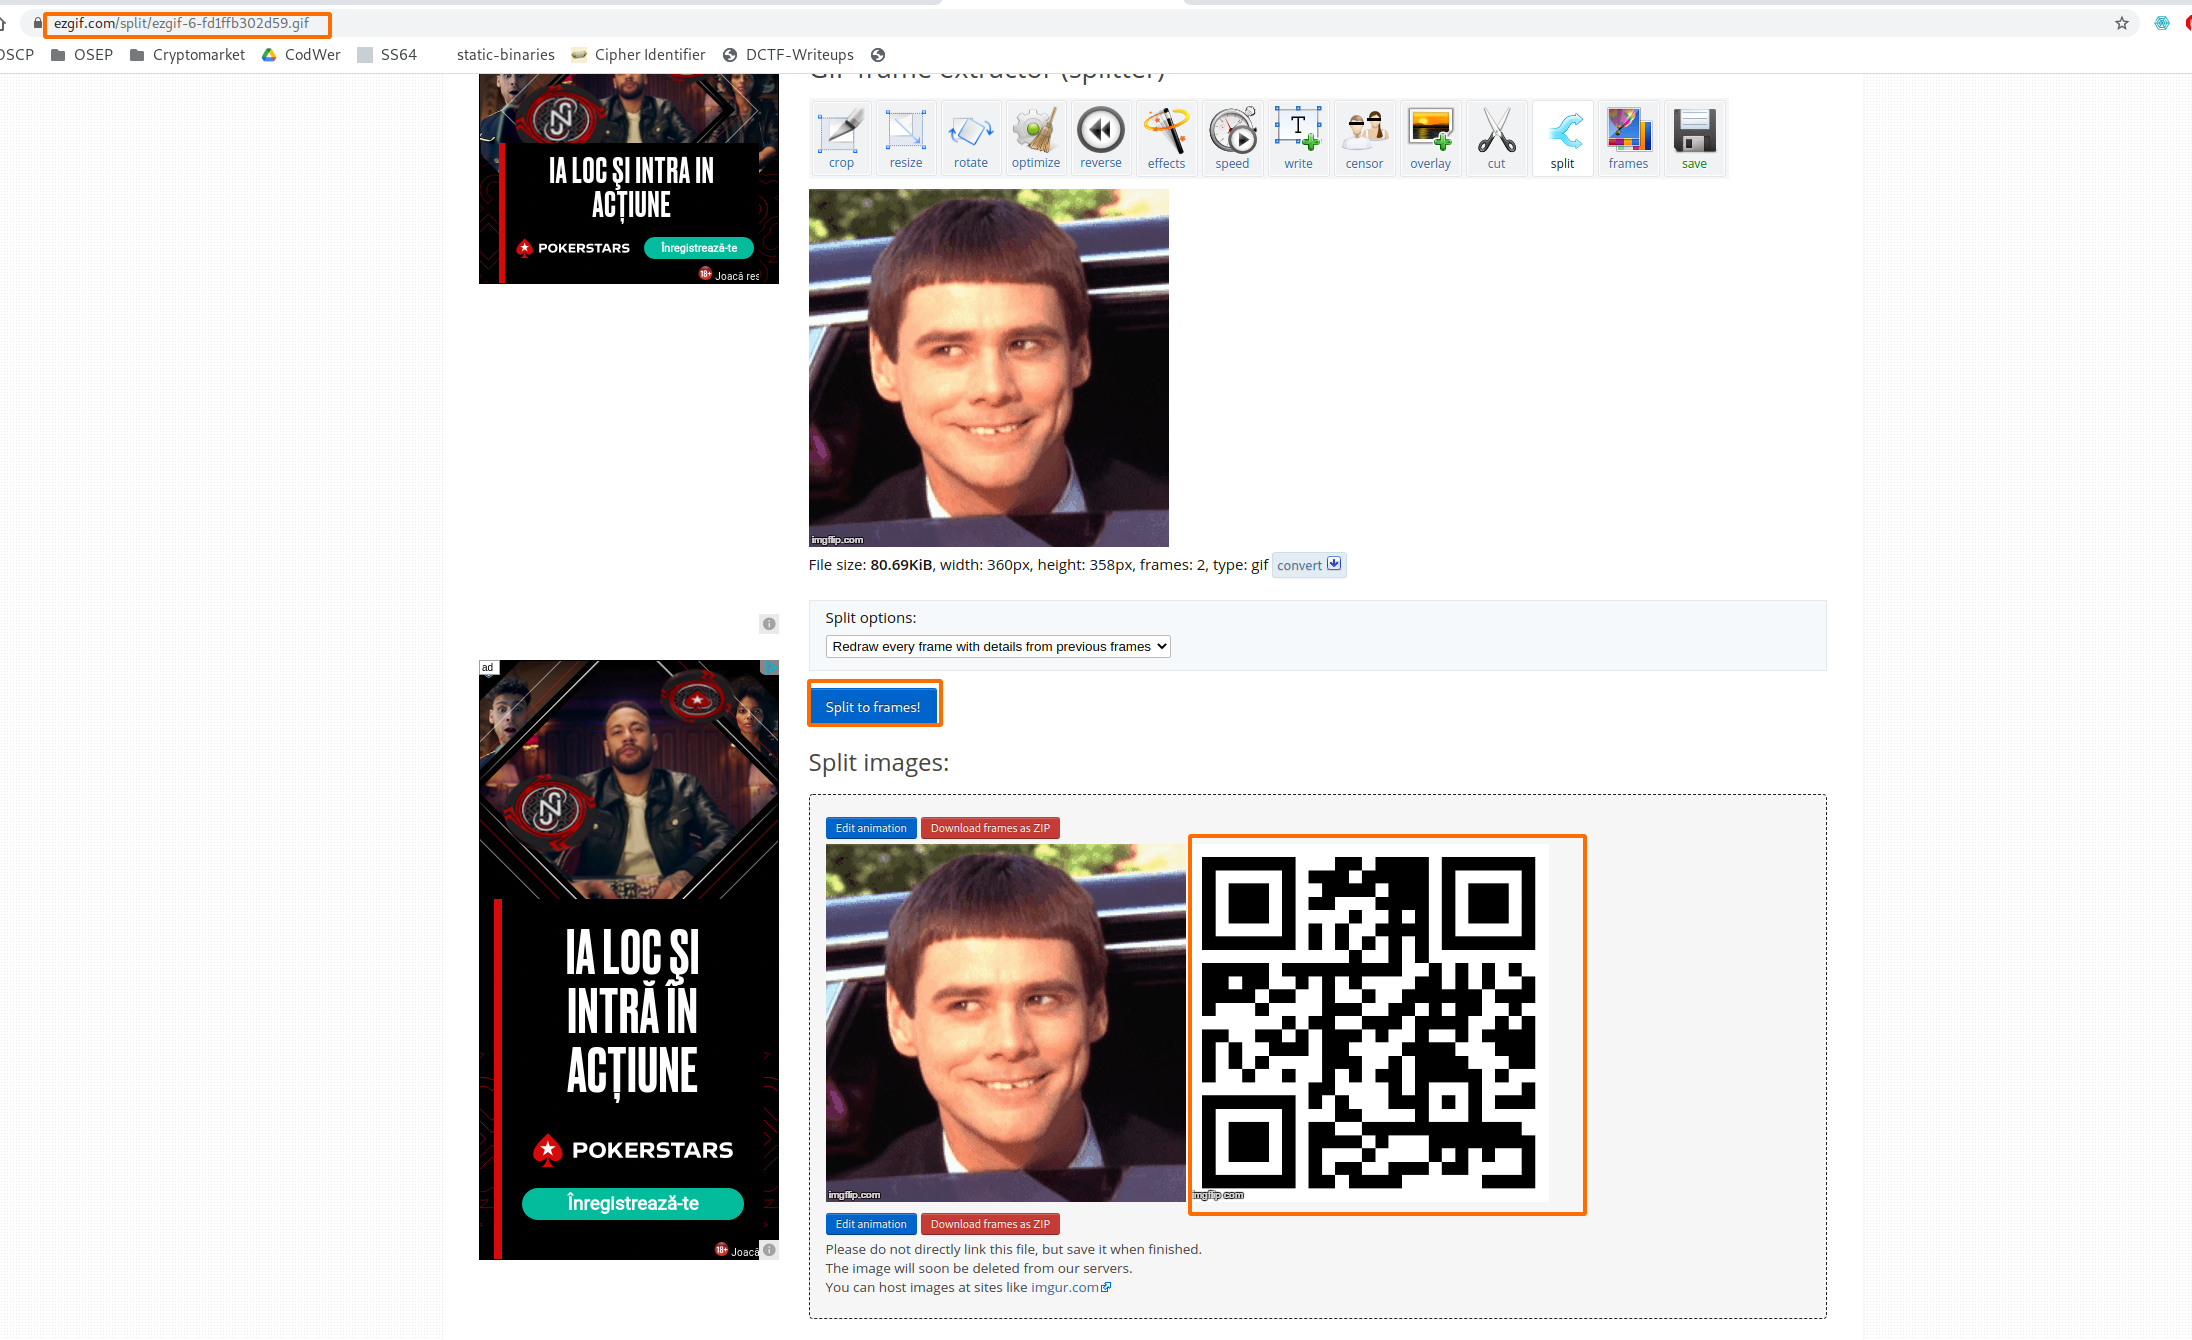 ezgif.com/split/ezgif-6-fd1ffb302d59.gif
OSCP OSEP Cryptomarket CodWer SS64 static-binaries Cipher Identifier DCTF-Writeups
GIF frame extractor (splitter)
crop resize rotate optimize reverse effects speed write censor overlay cut split frames save
IA LOC ŞI INTRA IN
ACȚIUNE
POKERSTARS Înregistrează-te
18+ Joacă res
imgflip.com
File size: 80.69KiB, width: 360px, height: 358px, frames: 2, type: gif convert
Split options:
Redraw every frame with details from previous frames
Split to frames!
Split images:
Edit animation Download frames as ZIP
imgflip.com
imgflip.com
Edit animation Download frames as ZIP
Please do not directly link this file, but save it when finished.
The image will soon be deleted from our servers.
You can host images at sites like imgur.com
ad
IA LOC ŞI
INTRĂ ÎN
ACȚIUNE
POKERSTARS
Înregistrează-te
18+ Joacă